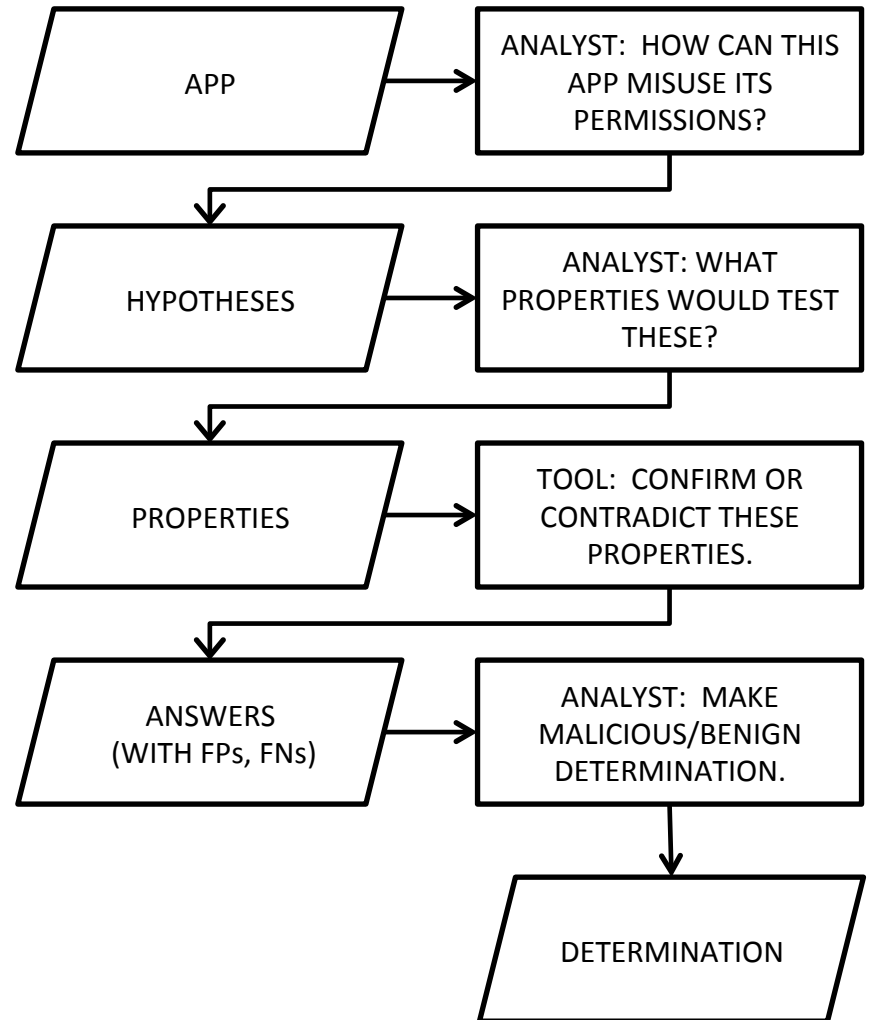 APP
ANALYST: HOW CAN THIS
APP MISUSE ITS
PERMISSIONS?
HYPOTHESES
ANALYST: WHAT
PROPERTIES WOULD TEST
THESE?
PROPERTIES
TOOL: CONFIRM OR
CONTRADICT THESE
PROPERTIES.
ANSWERS
(WITH FPs, FNs)
ANALYST: MAKE
MALICIOUS/BENIGN
DETERMINATION.
DETERMINATION